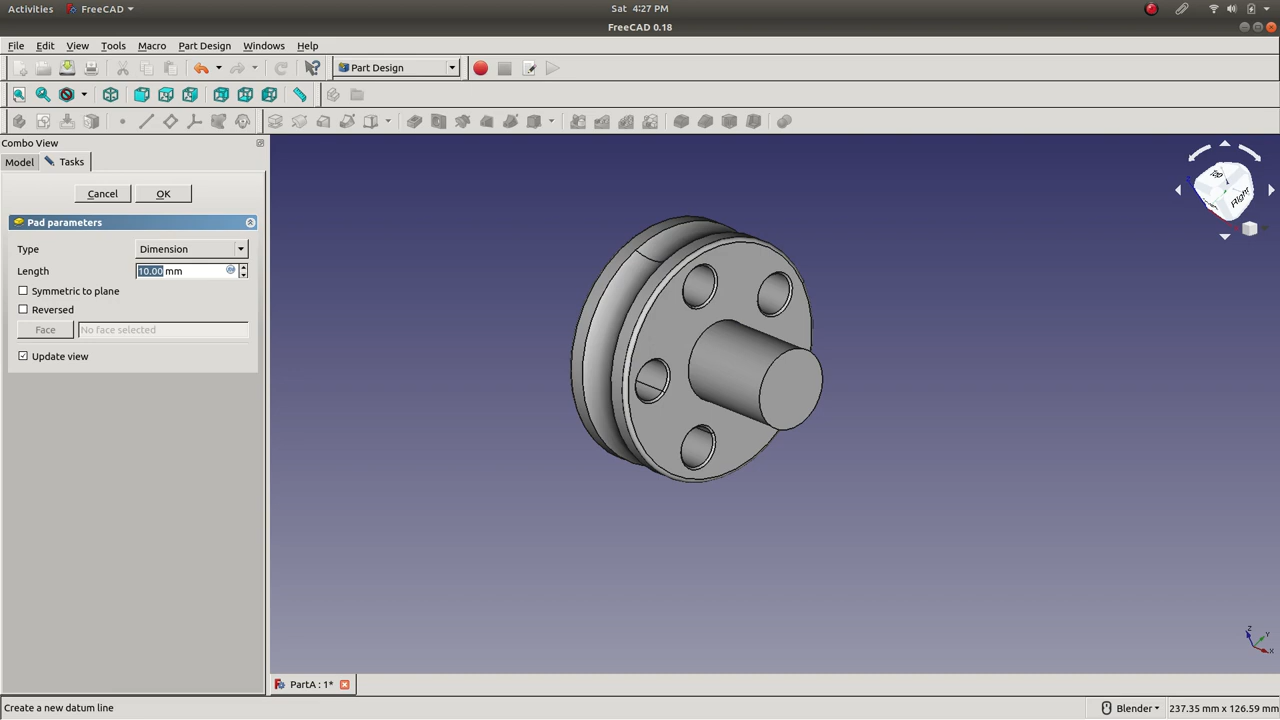 Activities FreeCAD Sat 4:27 PM
FreeCAD 0.18
File Edit View Tools Macro Part Design Windows Help
Part Design
Combo View
Model Tasks
Cancel OK
Pad parameters
Type Dimension
Length 10.00 mm
Symmetric to plane
Reversed
Face No face selected
Update view
Right
Z
Y
X
PartA : 1*
Create a new datum line Blender 237.35 mm x 126.59 mm